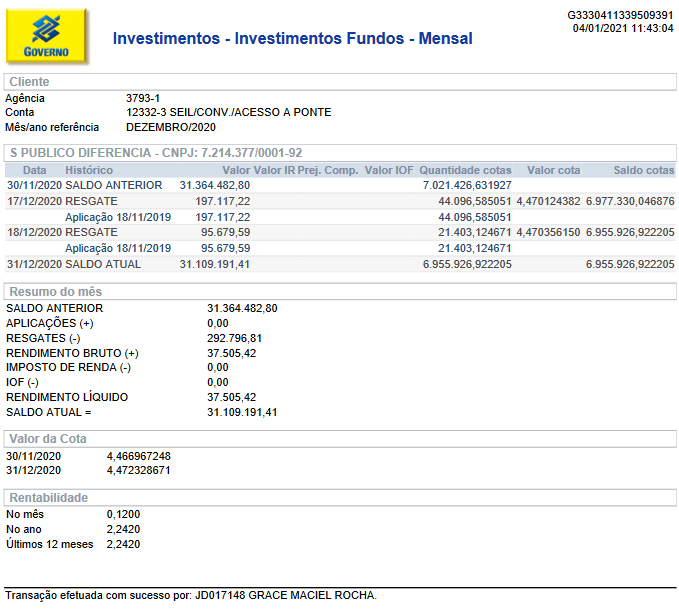 GOVERNO
Investimentos - Investimentos Fundos - Mensal
G3330411339509391
04/01/2021 11:43:04
Cliente
Agência 3793-1
Conta 12332-3 SEIL/CONV./ACESSO A PONTE
Mês/ano referência DEZEMBRO/2020
S PUBLICO DIFERENCIA - CNPJ: 7.214.377/0001-92
Data Histórico Valor Valor IR Prej. Comp. Valor IOF Quantidade cotas Valor cota Saldo cotas
30/11/2020 SALDO ANTERIOR 31.364.482,80 7.021.426,631927
17/12/2020 RESGATE 197.117,22 44.096,585051 4,470124382 6.977.330,046876
Aplicação 18/11/2019 197.117,22 44.096,585051
18/12/2020 RESGATE 95.679,59 21.403,124671 4,470356150 6.955.926,922205
Aplicação 18/11/2019 95.679,59 21.403,124671
31/12/2020 SALDO ATUAL 31.109.191,41 6.955.926,922205 6.955.926,922205
Resumo do mês
SALDO ANTERIOR 31.364.482,80
APLICAÇÕES (+) 0,00
RESGATES (-) 292.796,81
RENDIMENTO BRUTO (+) 37.505,42
IMPOSTO DE RENDA (-) 0,00
IOF (-) 0,00
RENDIMENTO LÍQUIDO 37.505,42
SALDO ATUAL = 31.109.191,41
Valor da Cota
30/11/2020 4,466967248
31/12/2020 4,472328671
Rentabilidade
No mês 0,1200
No ano 2,2420
Últimos 12 meses 2,2420
Transação efetuada com sucesso por: JD017148 GRACE MACIEL ROCHA.